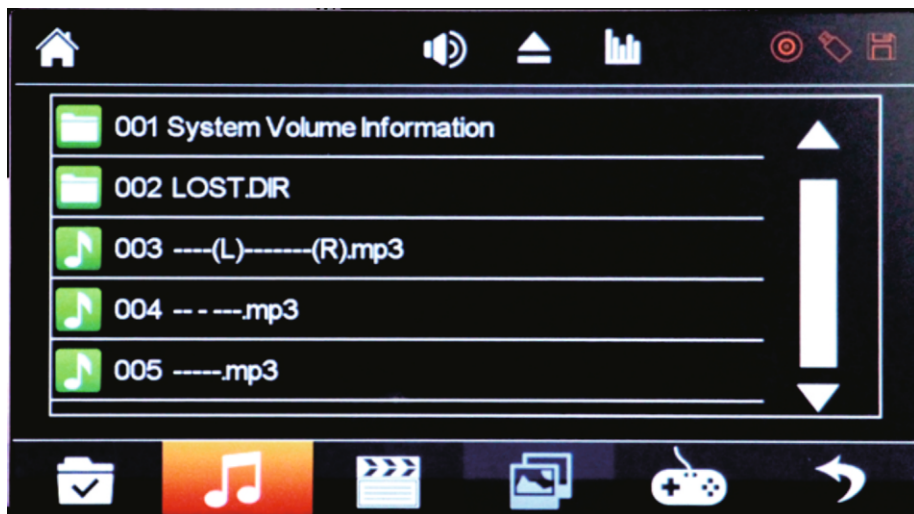 001 System Volume Information
002 LOST.DIR
003 ----(L)-------(R).mp3
004 -- - ---.mp3
005 -----.mp3